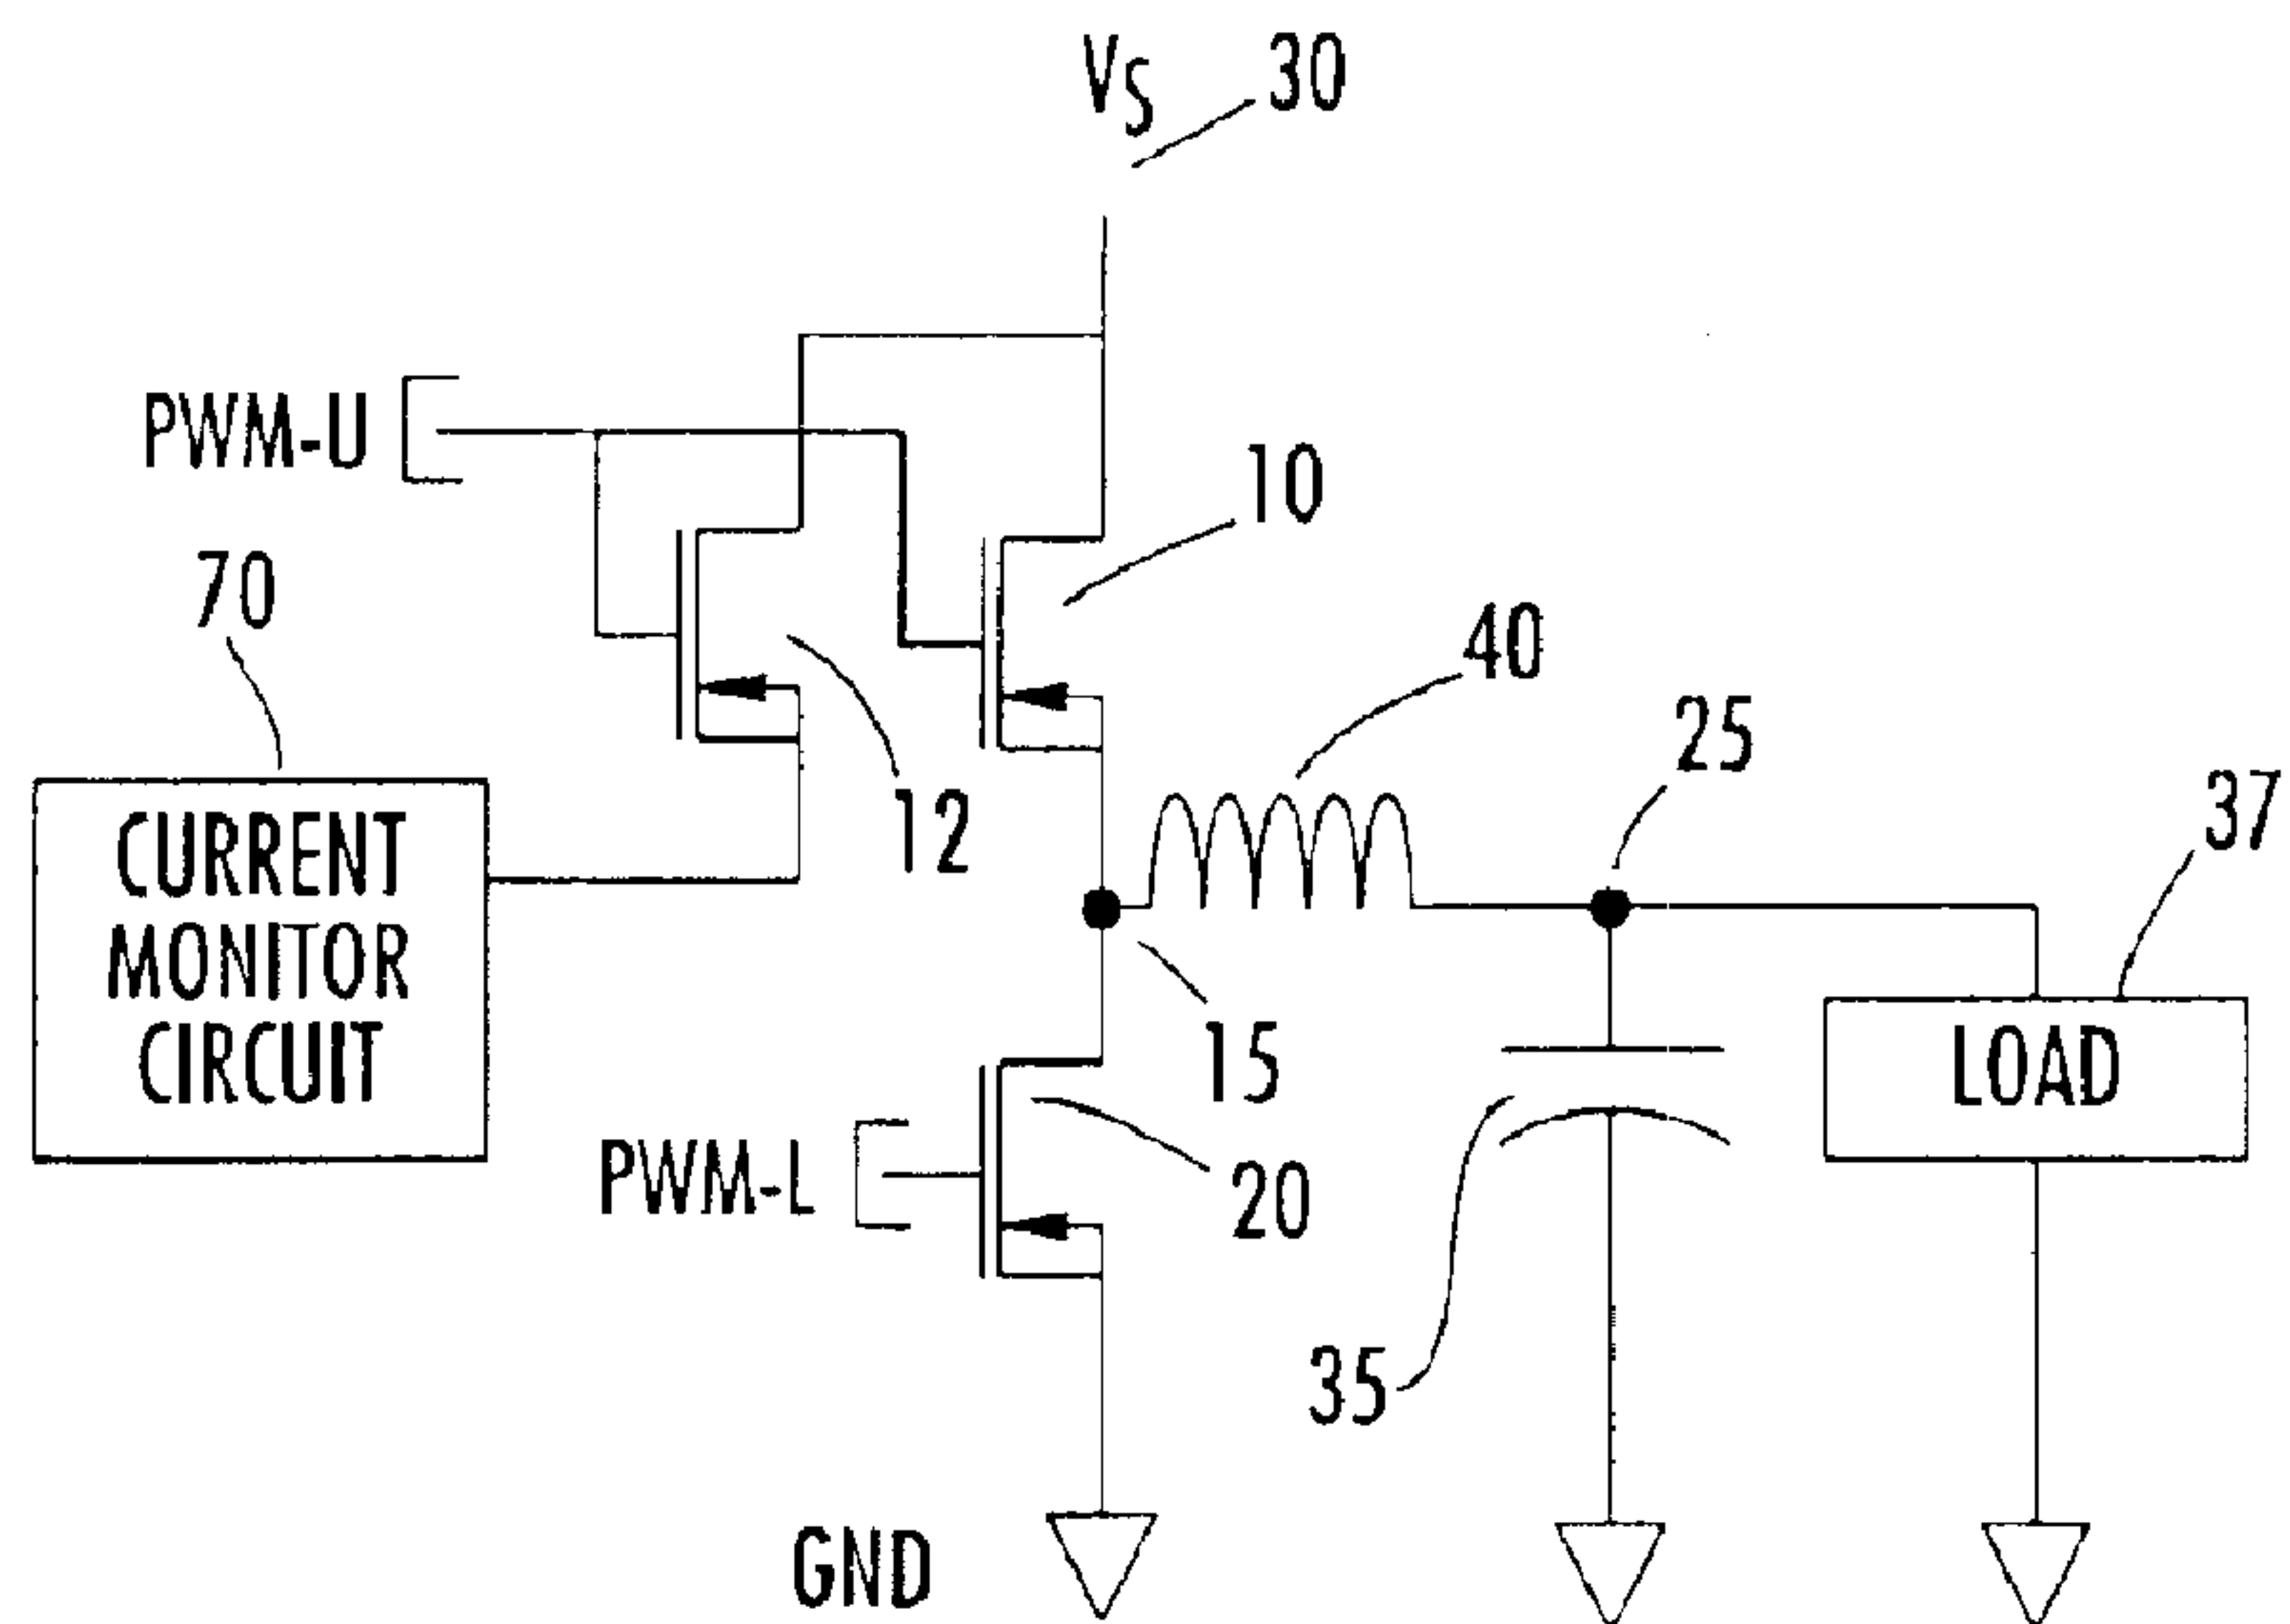 VS
30
PWM-U
10
70
40
25
12
37
CURRENT
MONITOR
CIRCUIT
15
LOAD
PWM-L
20
35
GND